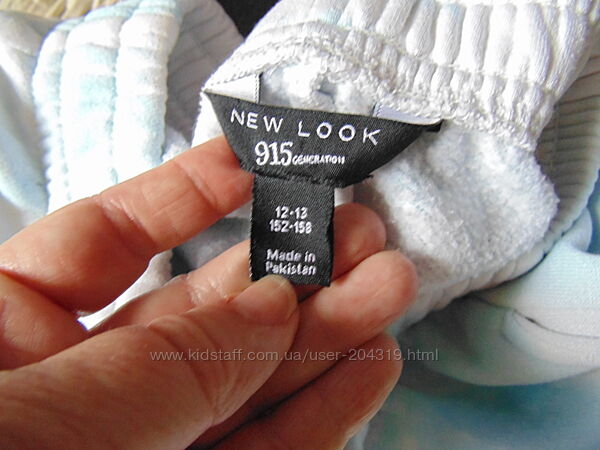 NEW LOOK
915 GENERATION
12-13
152-158
Made in
Pakistan
www.kidstaff.com.ua/user-204319.html